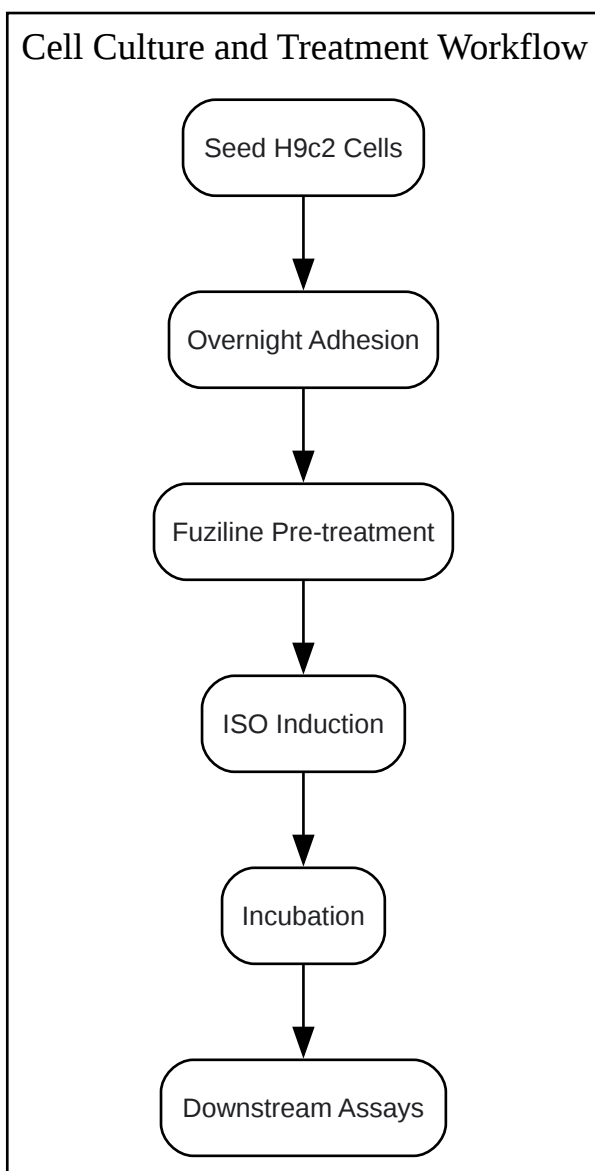 Cell Culture and Treatment Workflow
Seed H9c2 Cells
Overnight Adhesion
Fuziline Pre-treatment
ISO Induction
Incubation
Downstream Assays